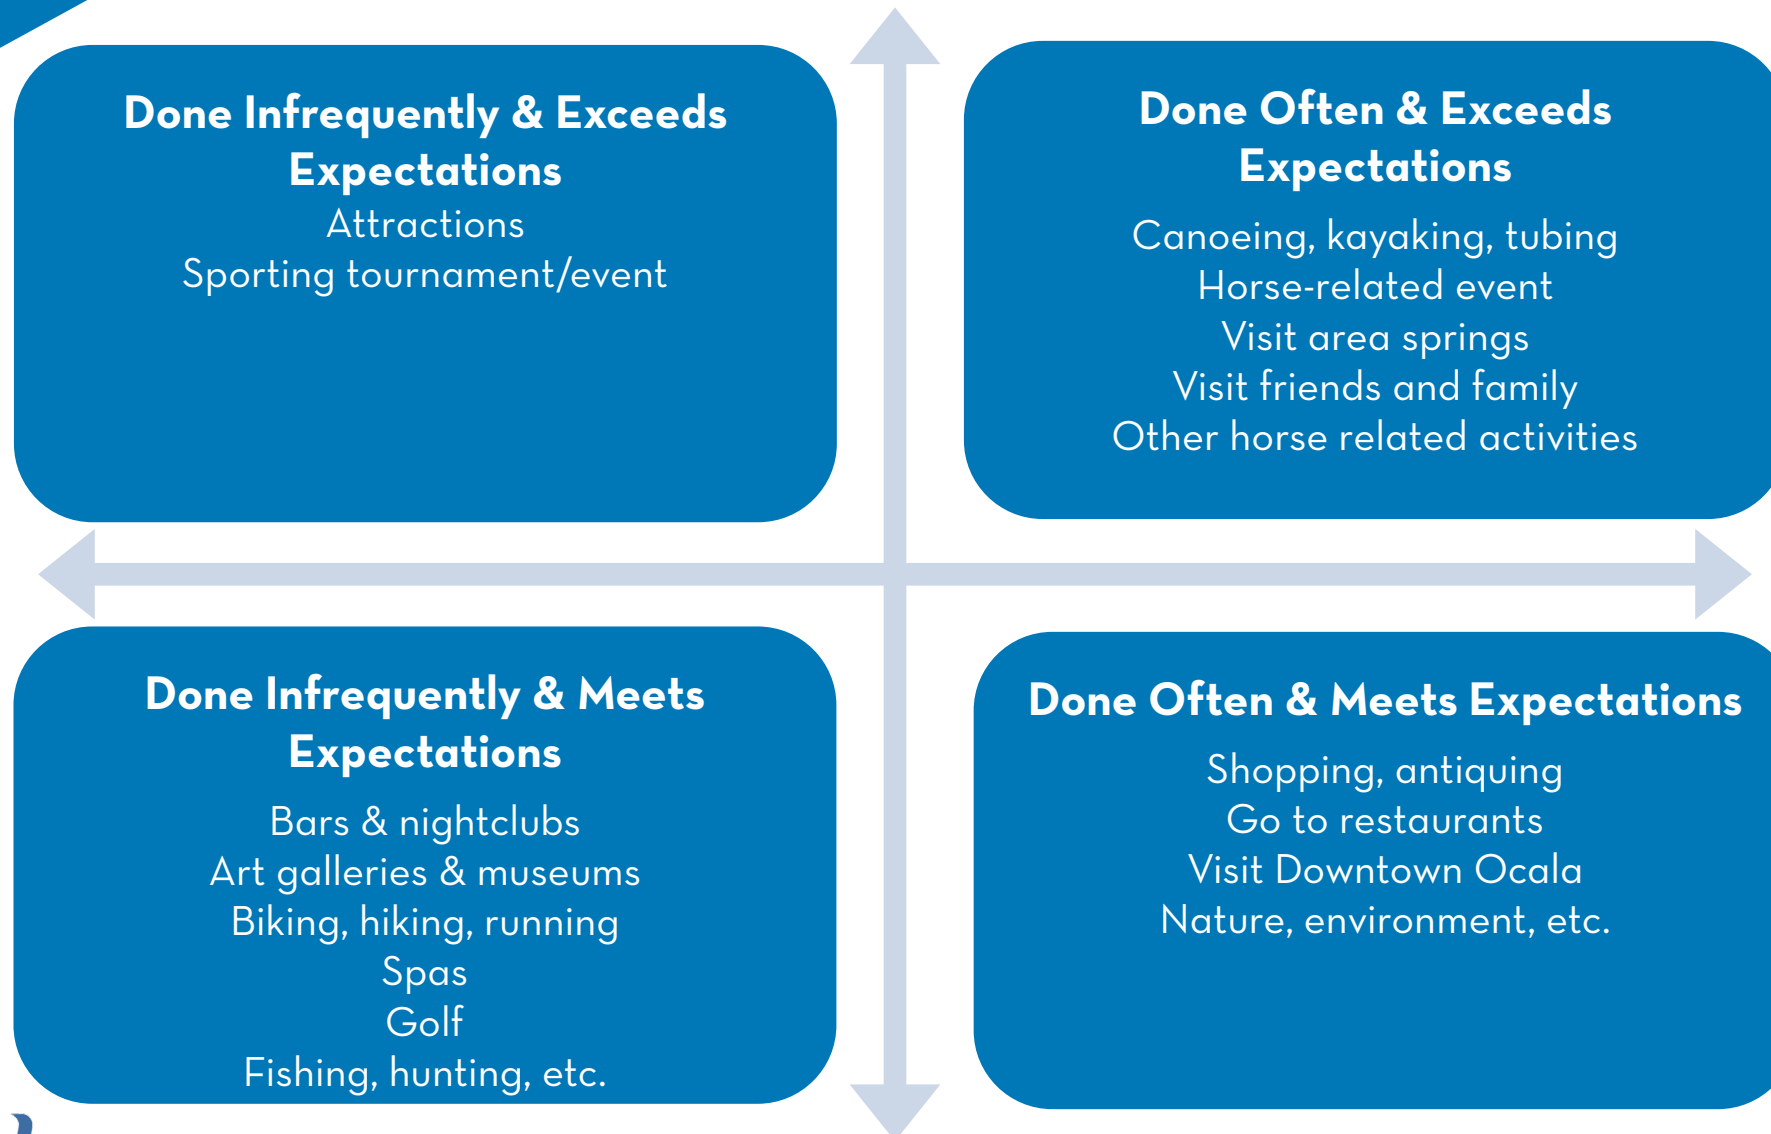 Done Infrequently & Exceeds
Expectations
Attractions
Sporting tournament/event
Done Often & Exceeds
Expectations
Canoeing, kayaking, tubing
Horse-related event
Visit area springs
Visit friends and family
Other horse related activities
Done Infrequently & Meets
Expectations
Bars & nightclubs
Art galleries & museums
Biking, hiking, running
Spas
Golf
Fishing, hunting, etc.
Done Often & Meets Expectations
Shopping, antiquing
Go to restaurants
Visit Downtown Ocala
Nature, environment, etc.